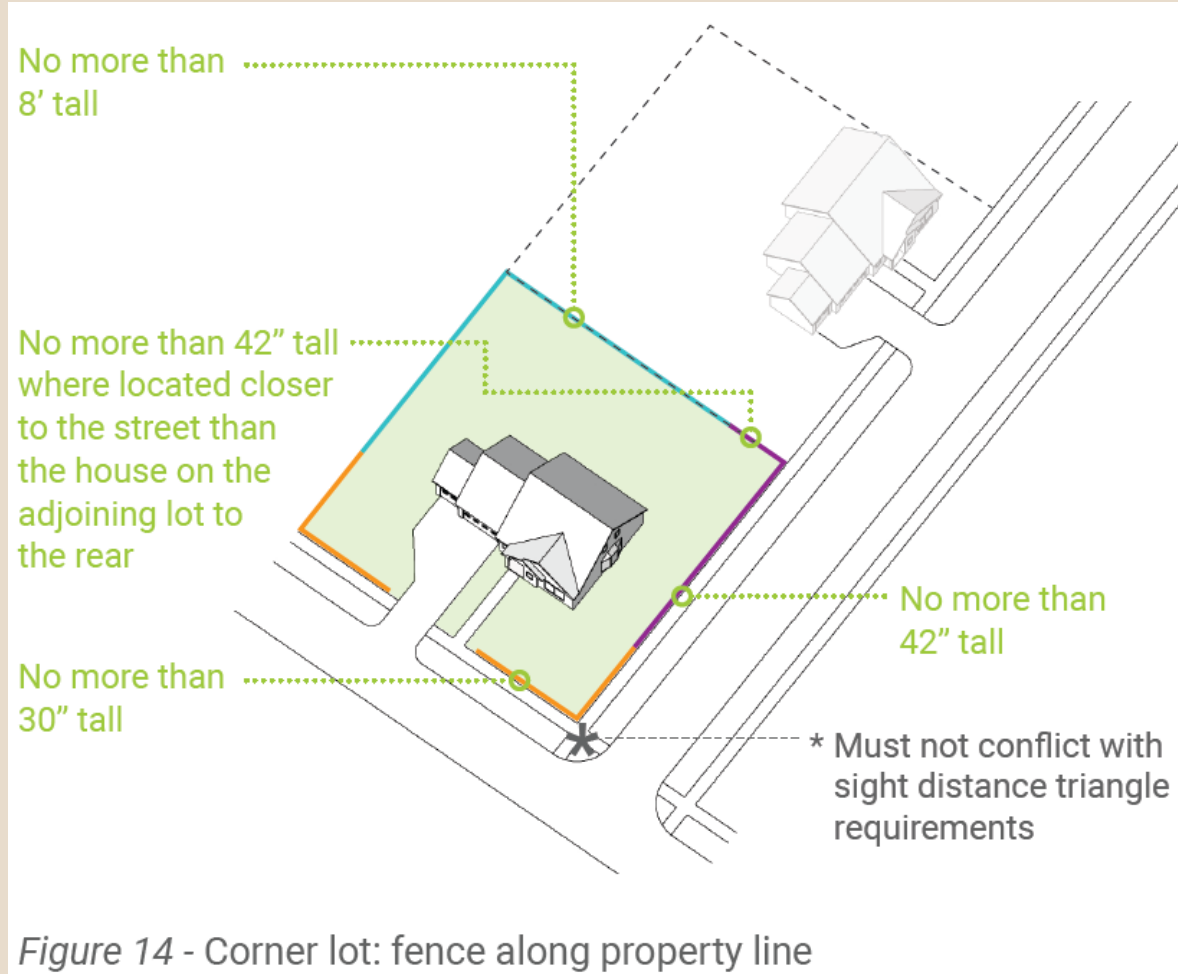 No more than
8’ tall
No more than 42” tall
where located closer
to the street than
the house on the
adjoining lot to
the rear
No more than
42” tall
No more than
30” tall
* Must not conflict with
sight distance triangle
requirements
Figure 14 - Corner lot: fence along property line